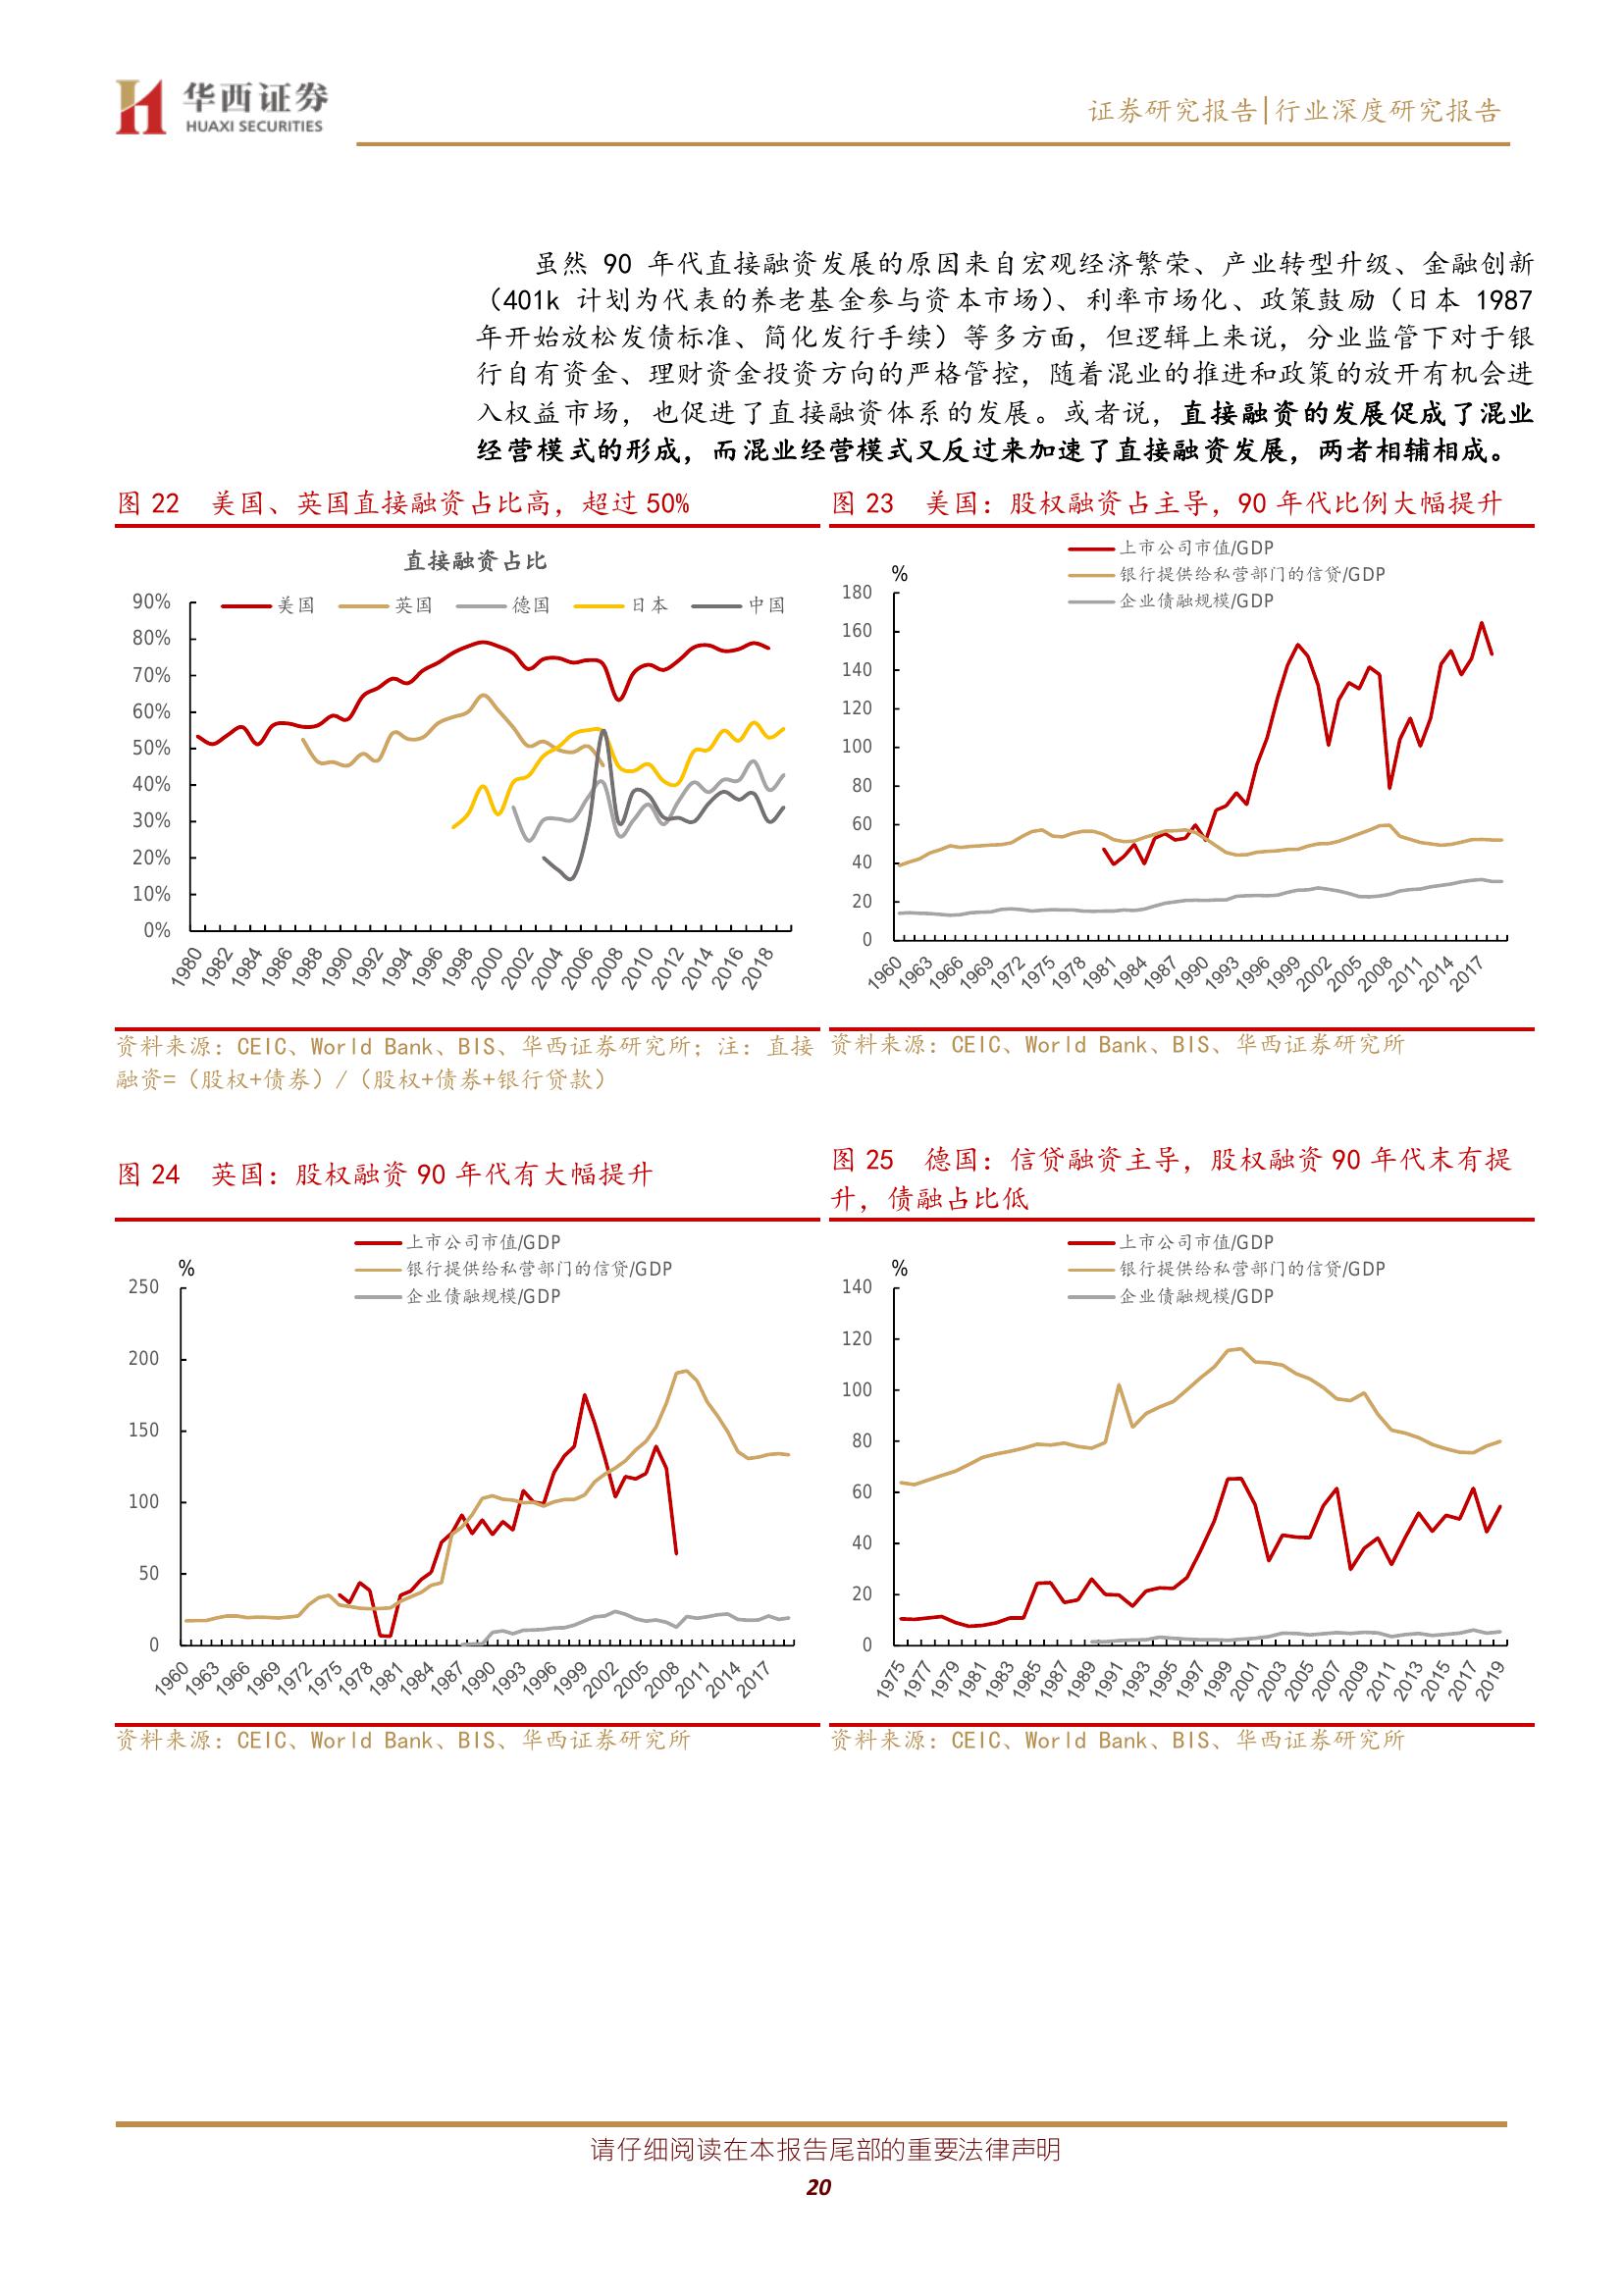 华西证券
HUAXI SECURITIES
证券研究报告|行业深度研究报告
虽然 90 年代直接融资发展的原因来自宏观经济繁荣、产业转型升级、金融创新
（401k 计划为代表的养老基金参与资本市场）、利率市场化、政策鼓励（日本 1987
年开始放松发债标准、简化发行手续）等多方面，但逻辑上来说，分业监管下对于银
行自有资金、理财资金投资方向的严格管控，随着混业的推进和政策的放开有机会进
入权益市场，也促进了直接融资体系的发展。或者说，直接融资的发展促成了混业
经营模式的形成，而混业经营模式又反过来加速了直接融资发展，两者相辅相成。
图 22 美国、英国直接融资占比高，超过 50%
直接融资占比
美国 英国 德国 日本 中国
90%
80%
70%
60%
50%
40%
30%
20%
10%
0%
1980 1982 1984 1986 1988 1990 1992 1994 1996 1998 2000 2002 2004 2006 2008 2010 2012 2014 2016 2018
资料来源：CEIC、World Bank、BIS、华西证券研究所；注：直接
融资=（股权+债券）/（股权+债券+银行贷款）
图 23 美国：股权融资占主导，90 年代比例大幅提升
上市公司市值/GDP
银行提供给私营部门的信贷/GDP
企业债融规模/GDP
%
180
160
140
120
100
80
60
40
20
0
1960 1963 1966 1969 1972 1975 1978 1981 1984 1987 1990 1993 1996 1999 2002 2005 2008 2011 2014 2017
资料来源：CEIC、World Bank、BIS、华西证券研究所
图 24 英国：股权融资 90 年代有大幅提升
上市公司市值/GDP
银行提供给私营部门的信贷/GDP
企业债融规模/GDP
%
250
200
150
100
50
0
1960 1963 1966 1969 1972 1975 1978 1981 1984 1987 1990 1993 1996 1999 2002 2005 2008 2011 2014 2017
资料来源：CEIC、World Bank、BIS、华西证券研究所
图 25 德国：信贷融资主导，股权融资 90 年代末有提
升，债融占比低
上市公司市值/GDP
银行提供给私营部门的信贷/GDP
企业债融规模/GDP
%
140
120
100
80
60
40
20
0
1975 1977 1979 1981 1983 1985 1987 1989 1991 1993 1995 1997 1999 2001 2003 2005 2007 2009 2011 2013 2015 2017 2019
资料来源：CEIC、World Bank、BIS、华西证券研究所
请仔细阅读在本报告尾部的重要法律声明
20